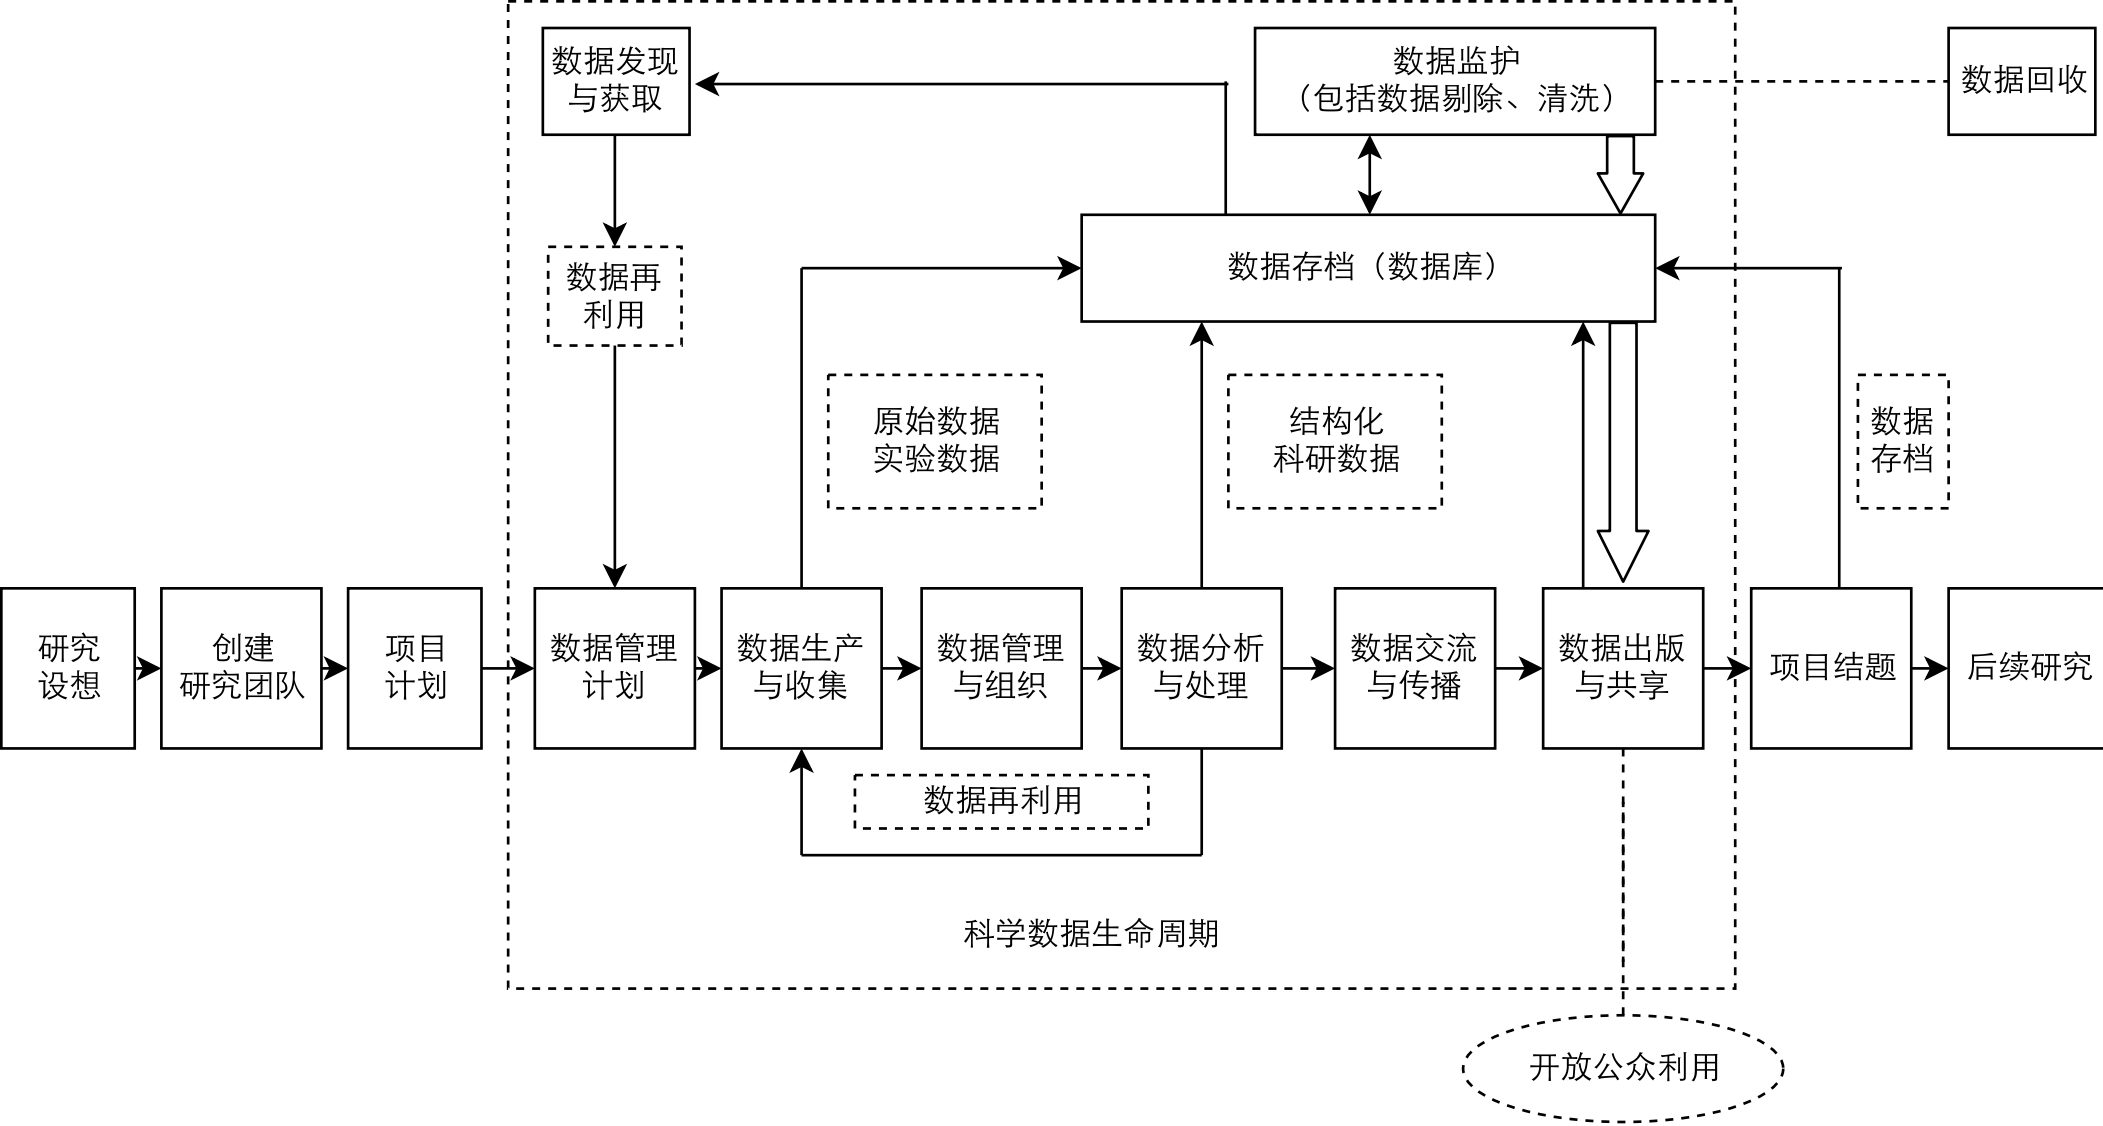 数据发现
与获取
数据监护
（包括数据剔除、清洗）
数据回收
数据存档（数据库）
数据再
利用
原始数据
实验数据
结构化
科研数据
数据
存档
研究
设想
创建
研究团队
项目
计划
数据管理
计划
数据生产
与收集
数据管理
与组织
数据分析
与处理
数据交流
与传播
数据出版
与共享
项目结题
后续研究
数据再利用
科学数据生命周期
开放公众利用